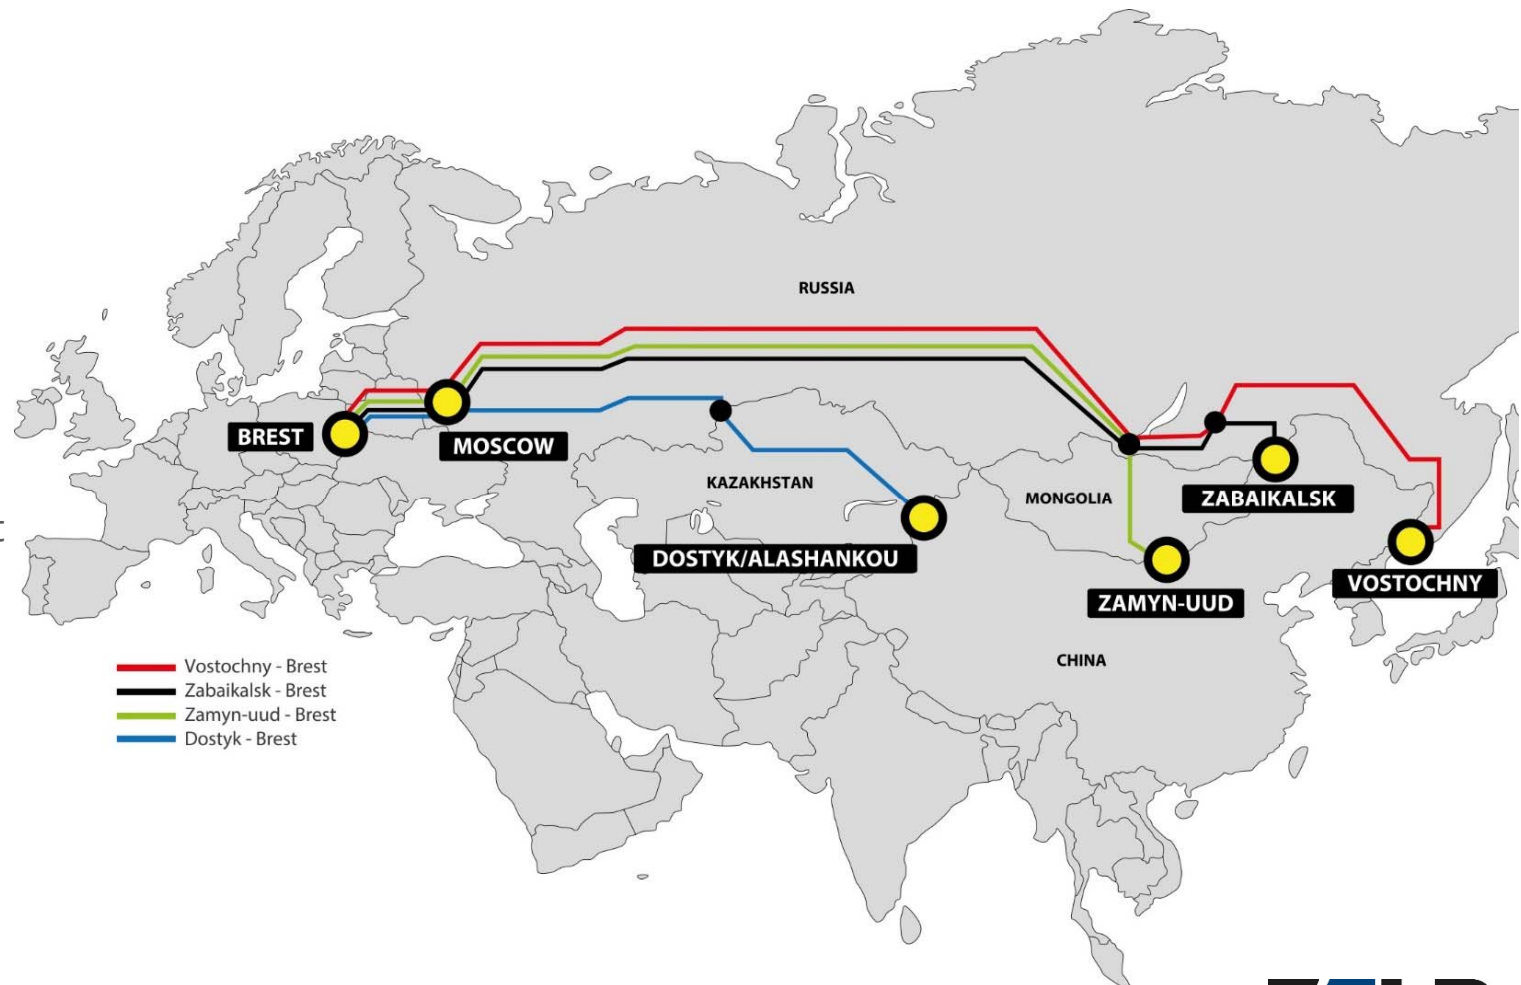 RUSSIA
BREST
MOSCOW
KAZAKHSTAN
MONGOLIA
ZABAIKALSK
DOSTYK/ALASHANKOU
VOSTOCHNY
ZAMYN-UUD
CHINA
Vostochny - Brest
Zabaikalsk - Brest
Zamyn-uud - Brest
Dostyk - Brest